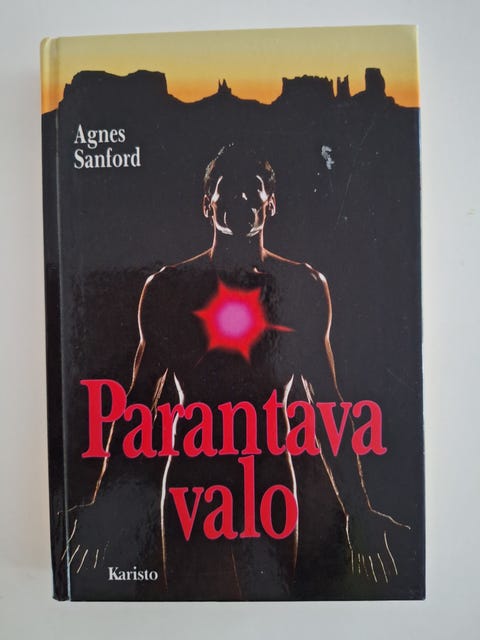 Agnes
Sanford
Parantava
valo
Karisto